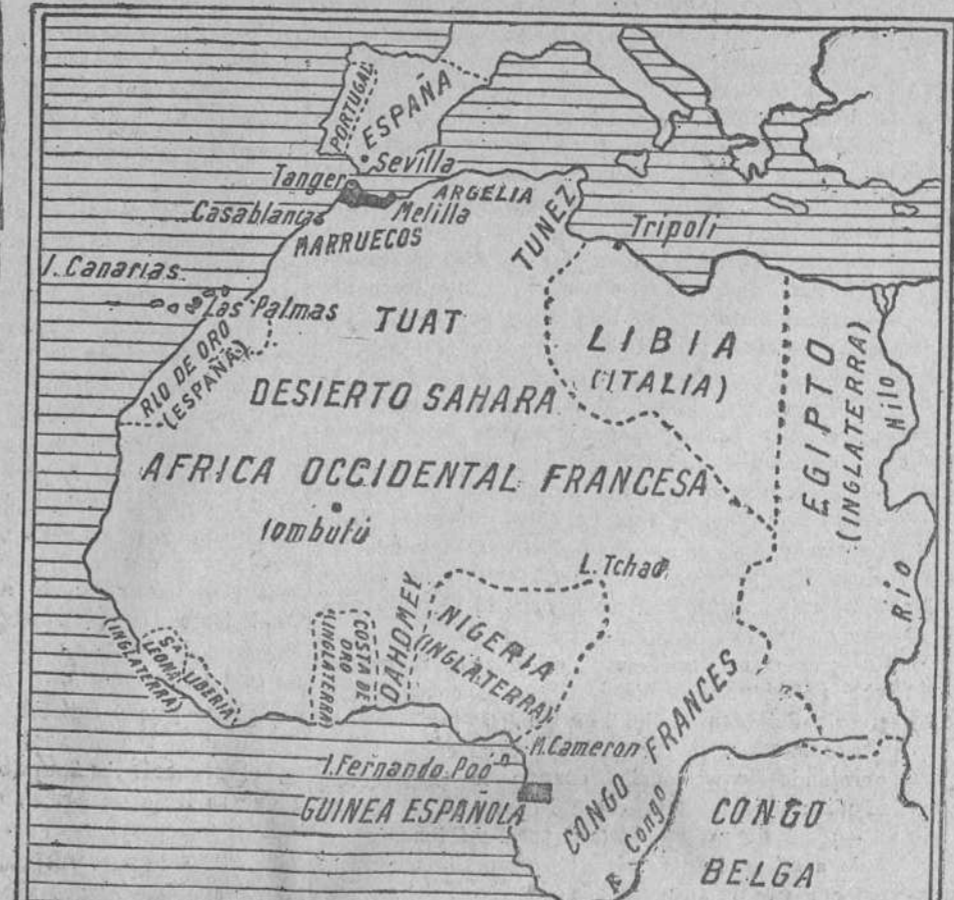 PORTUGAL
ESPAÑA
Sevilla
Tanger
ARGELIA
Casablanca
Melilla
TUNEZ
MARRUECOS
Tripoli
I. Canarias
Las Palmas
TUAT
LIBIA
(ITALIA)
RIO DE ORO
(ESPAÑA)
EGIPTO
(INGLATERRA)
Nilo
DESIERTO SAHARA
AFRICA OCCIDENTAL FRANCESA
Tombutú
L. Tchad
RIO
Sª LEONA
(INGLATERRA)
LIBERIA
COSTA DE
ORO
(INGLATERRA)
DAHOMEY
NIGERIA
(INGLATERRA)
M. Cameron
I. Fernando Poó
GUINEA ESPAÑOLA
CONGO FRANCES
R Congo
CONGO
BELGA